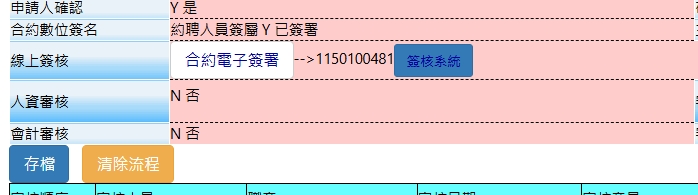 申請人確認 Y 是
合約數位簽名 約聘人員簽屬 Y 已簽署
線上簽核 合約電子簽署-->1150100481 簽核系統
人資審核 N 否
會計審核 N 否
存檔 清除流程